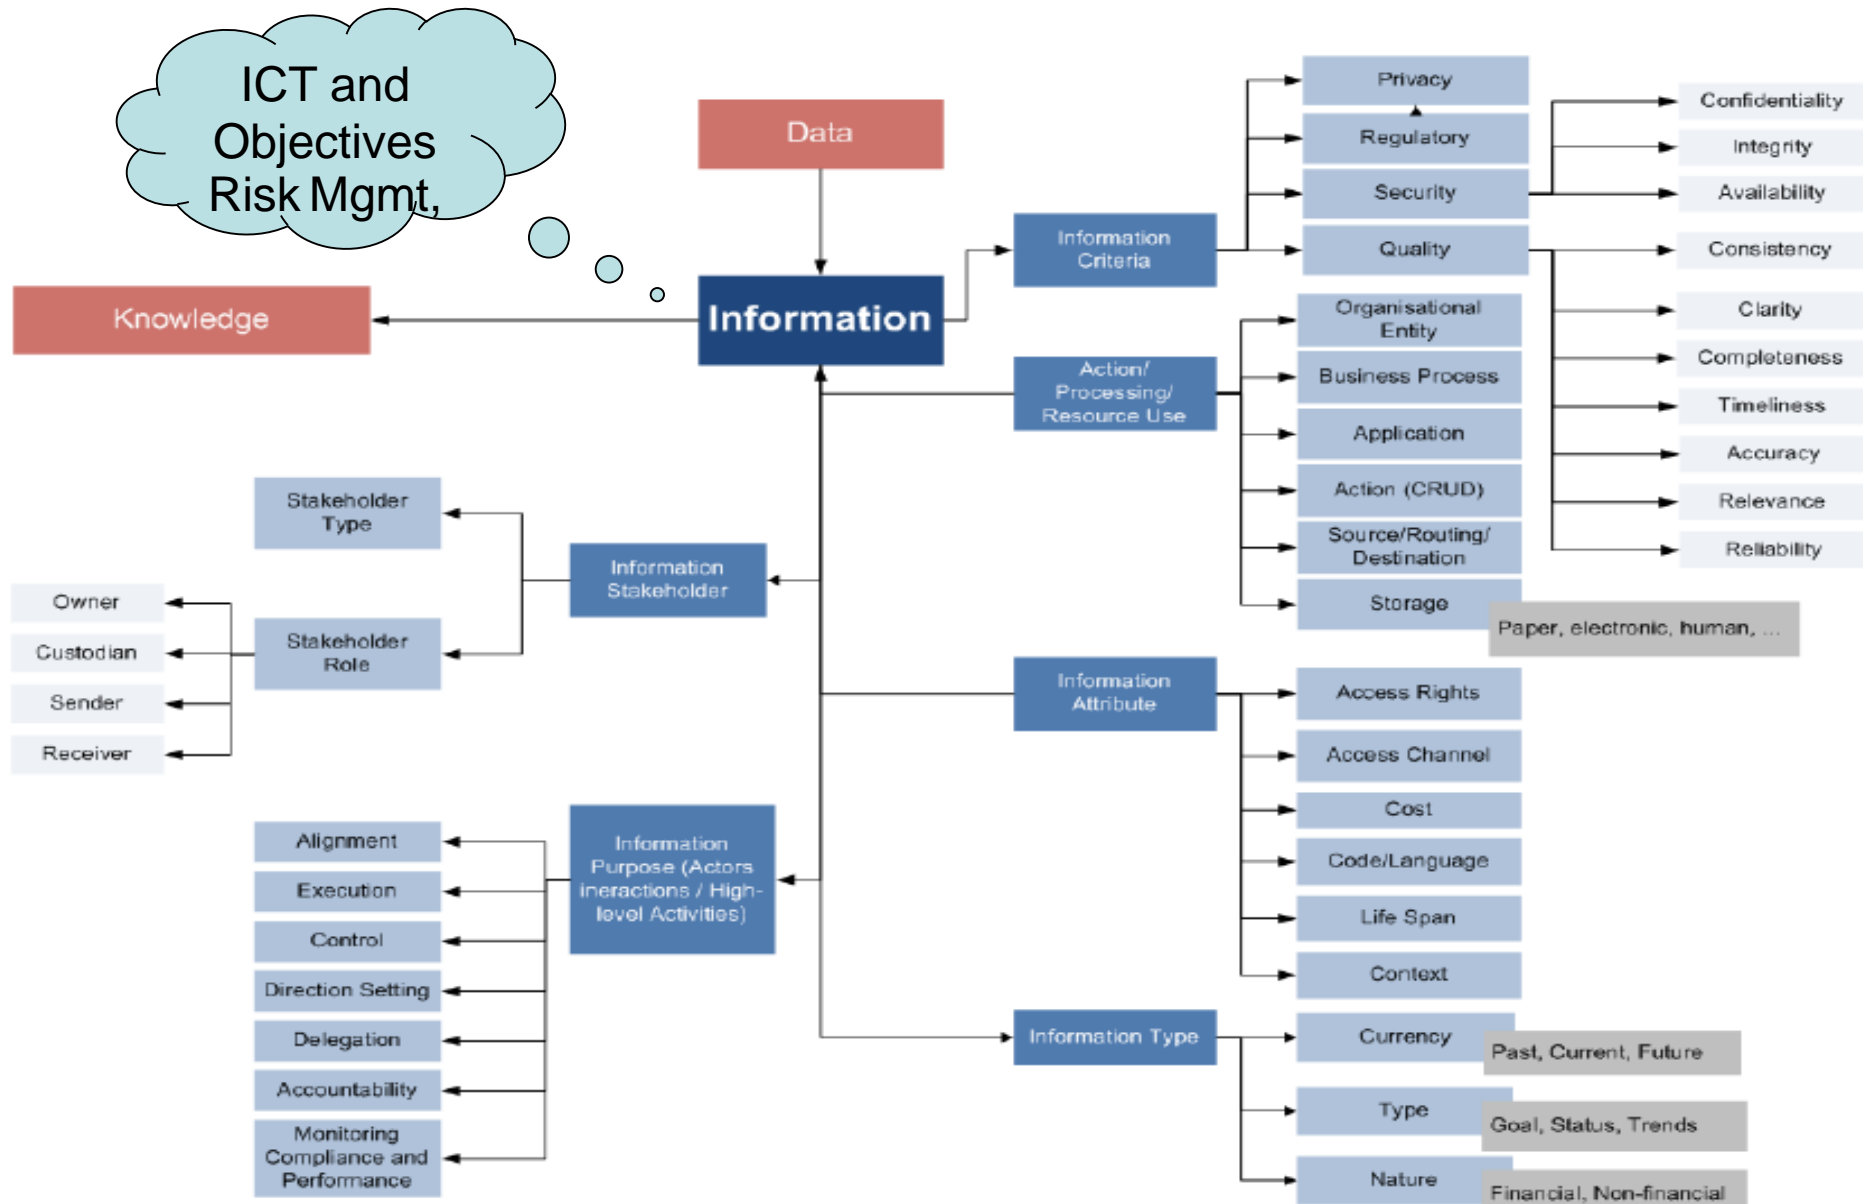 ICT and
Objectives
Risk Mgmt,
Data
Knowledge
Information
Information
Criteria
Privacy
Regulatory
Security
Quality
Confidentiality
Integrity
Availability
Consistency
Clarity
Completeness
Timeliness
Accuracy
Relevance
Reliability
Action/
Processing/
Resource Use
Organisational
Entity
Business Process
Application
Action (CRUD)
Source/Routing/
Destination
Storage
Paper, electronic, human, ...
Information
Stakeholder
Stakeholder
Type
Stakeholder
Role
Owner
Custodian
Sender
Receiver
Information
Attribute
Access Rights
Access Channel
Cost
Code/Language
Life Span
Context
Information
Purpose (Actors
ineractions / High-
level Activities)
Alignment
Execution
Control
Direction Setting
Delegation
Accountability
Monitoring
Compliance and
Performance
Information Type
Currency
Past, Current, Future
Type
Goal, Status, Trends
Nature
Financial, Non-financial